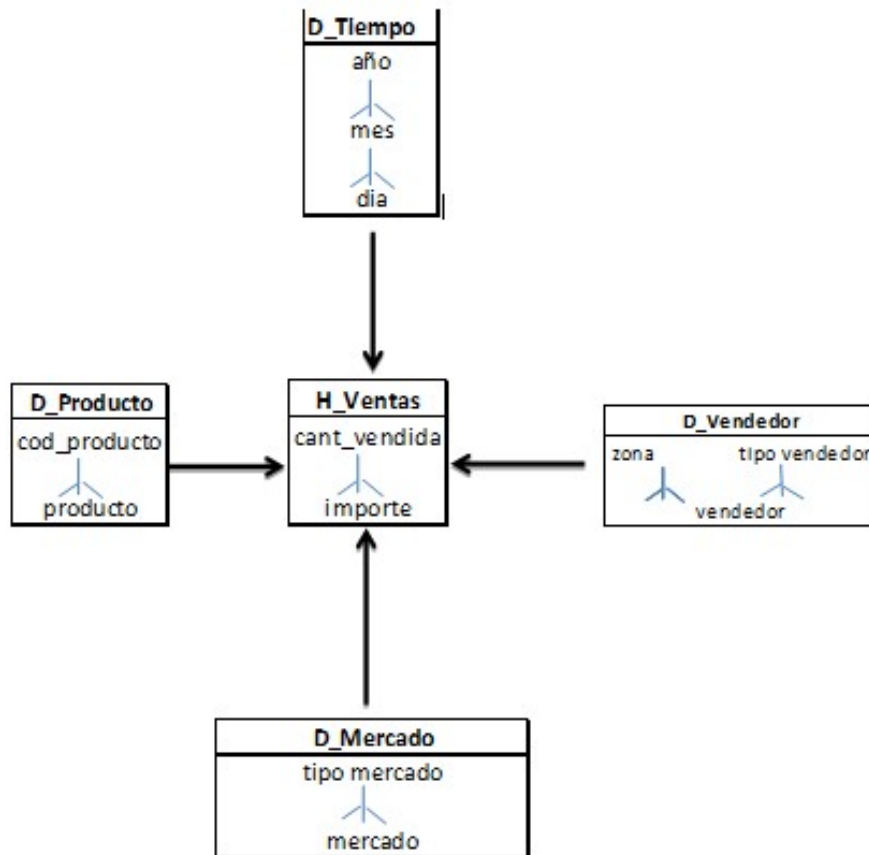 D_Tiempo
año
mes
dia
D_Producto
cod_producto
producto
H_Ventas
cant_vendida
importe
D_Vendedor
zona tipo vendedor
vendedor
D_Mercado
tipo mercado
mercado